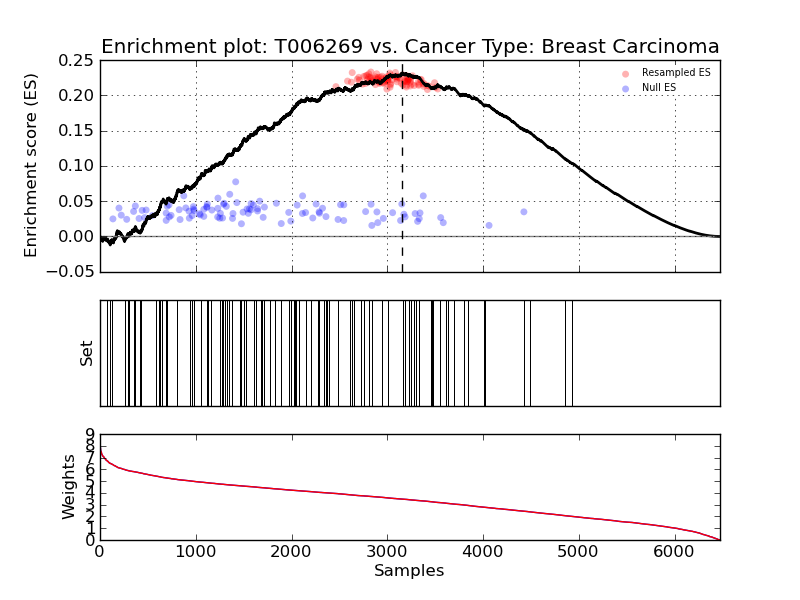 Enrichment plot: T006269 vs. Cancer Type: Breast Carcinoma
0.25
0.20
0.15
0.10
0.05
0.00
−0.05
Enrichment score (ES)
Resampled ES
Null ES
Set
9
8
7
6
5
4
3
2
1
0
Weights
0 1000 2000 3000 4000 5000 6000
Samples